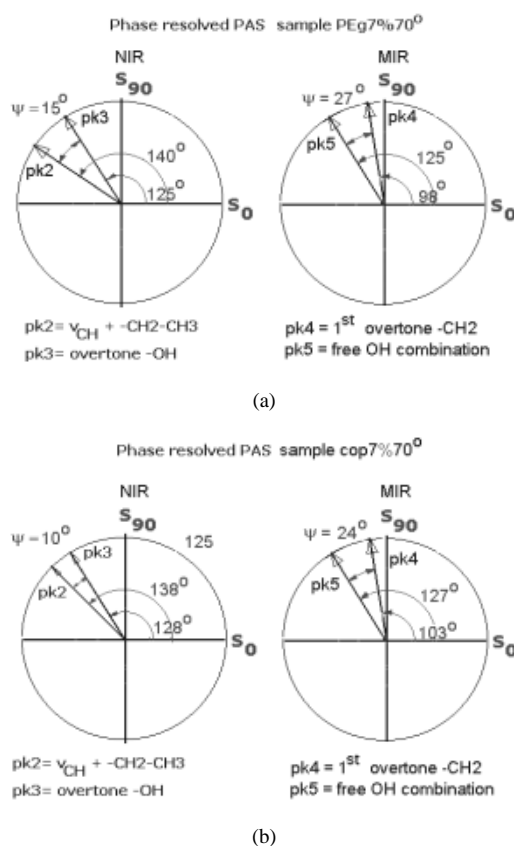 Phase resolved PAS sample PEg7%70°
NIR
MIR
S90
S90
Ψ = 15°
pk3
pk2
140°
125°
S0
Ψ = 27°
pk4
pk5
125°
98°
S0
pk2= νCH + -CH2-CH3
pk3= overtone -OH
pk4 = 1st overtone -CH2
pk5 = free OH combination
(a)
Phase resolved PAS sample cop7%70°
NIR
MIR
S90
S90
Ψ = 10°
125
pk3
pk2
138°
128°
S0
Ψ = 24°
pk4
pk5
127°
103°
S0
pk2= νCH + -CH2-CH3
pk3= overtone -OH
pk4 = 1st overtone -CH2
pk5 = free OH combination
(b)